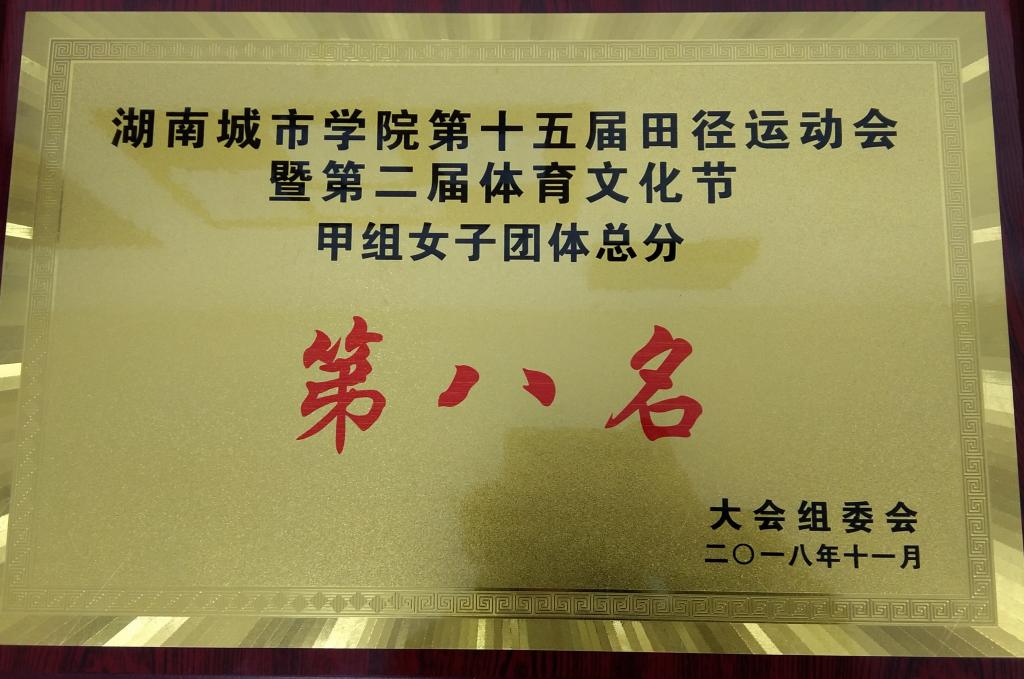 湖南城市学院第十五届田径运动会
暨第二届体育文化节
甲组女子团体总分
第八名
大会组委会
二〇一八年十一月